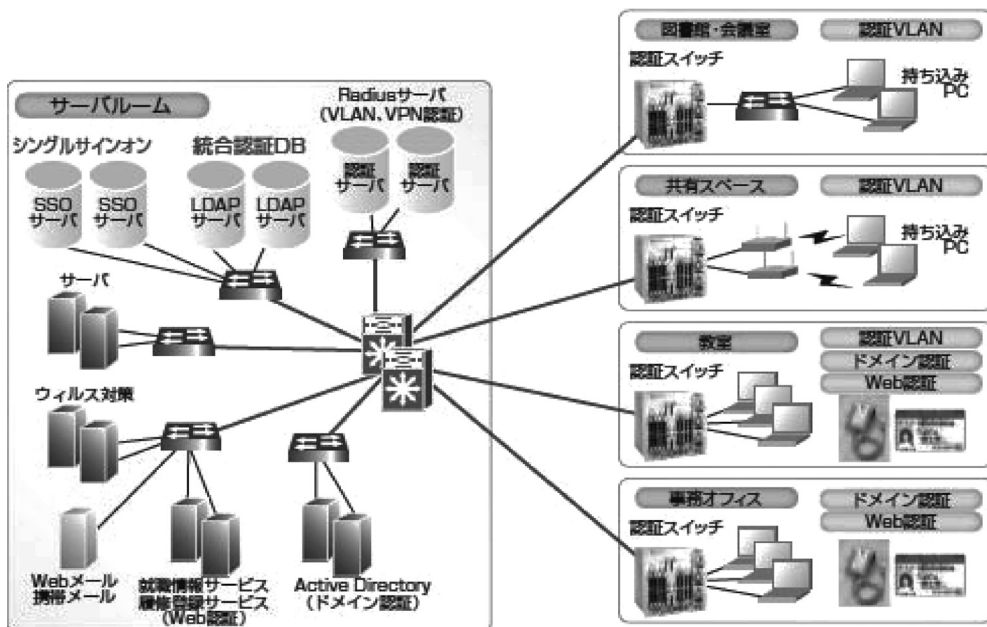 サーバルーム
Radiusサーバ
(VLAN、VPN認証)
シングルサインオン
統合認証DB
認証
サーバ
認証
サーバ
SSO
サーバ
SSO
サーバ
LDAP
サーバ
LDAP
サーバ
サーバ
ウィルス対策
Webメール
携帯メール
就職情報サービス
履修登録サービス
(Web認証)
Active Directory
(ドメイン認証)
図書館・会議室
認証VLAN
認証スイッチ
持ち込み
PC
共有スペース
認証VLAN
認証スイッチ
持ち込み
PC
教室
認証VLAN
ドメイン認証
Web認証
認証スイッチ
事務オフィス
ドメイン認証
Web認証
認証スイッチ